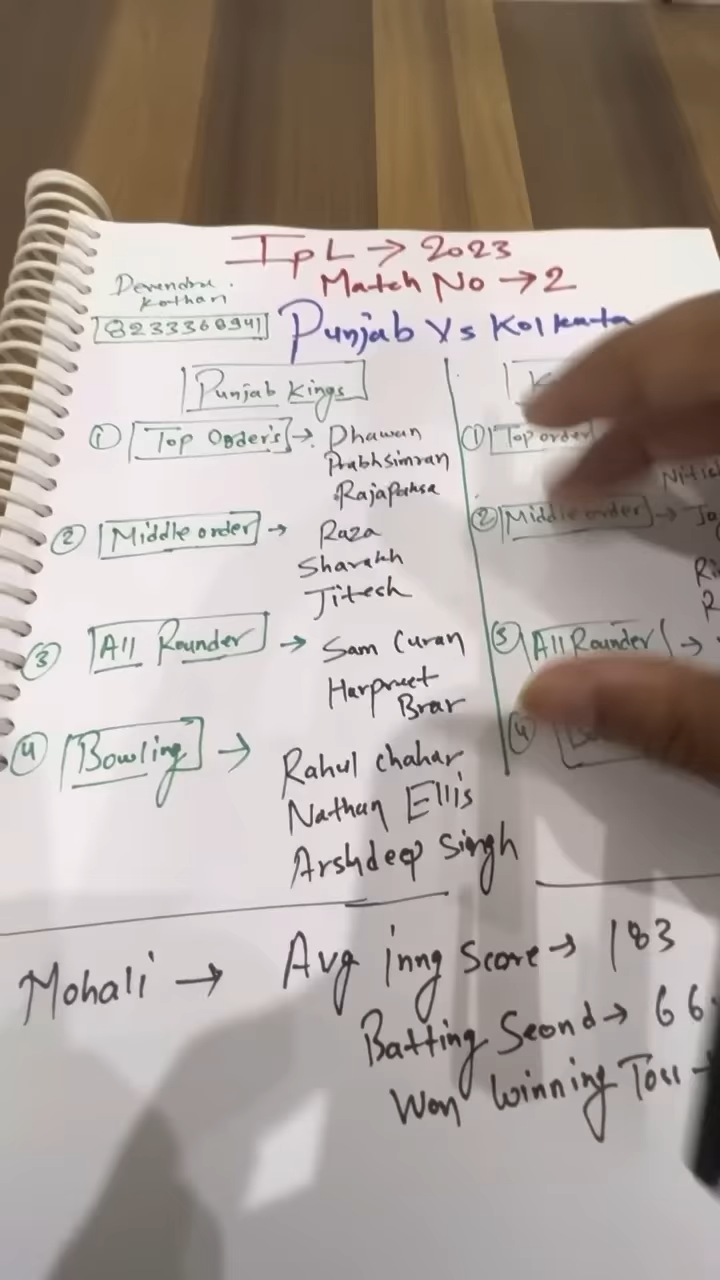 IpL → 2023
Match No → 2
Devendra.
Kothari
8233360941
Punjab Vs Kolkata
Punjab Kings
① Top Order's → Dhawan
Prabhsimran
Rajapaksa
② Middle order → Raza
Sharukh
Jitesh
③ All Rounder → Sam Curan
Harpreet
Brar
④ Bowling → Rahul Chahar
Nathan Ellis
Arshdeep Singh
K
① Top order
Nitish
② Middle order →
③ All Rounder →
④
Mohali → Avg inng Score → 183
Batting Seond → 66
Won winning Toss →